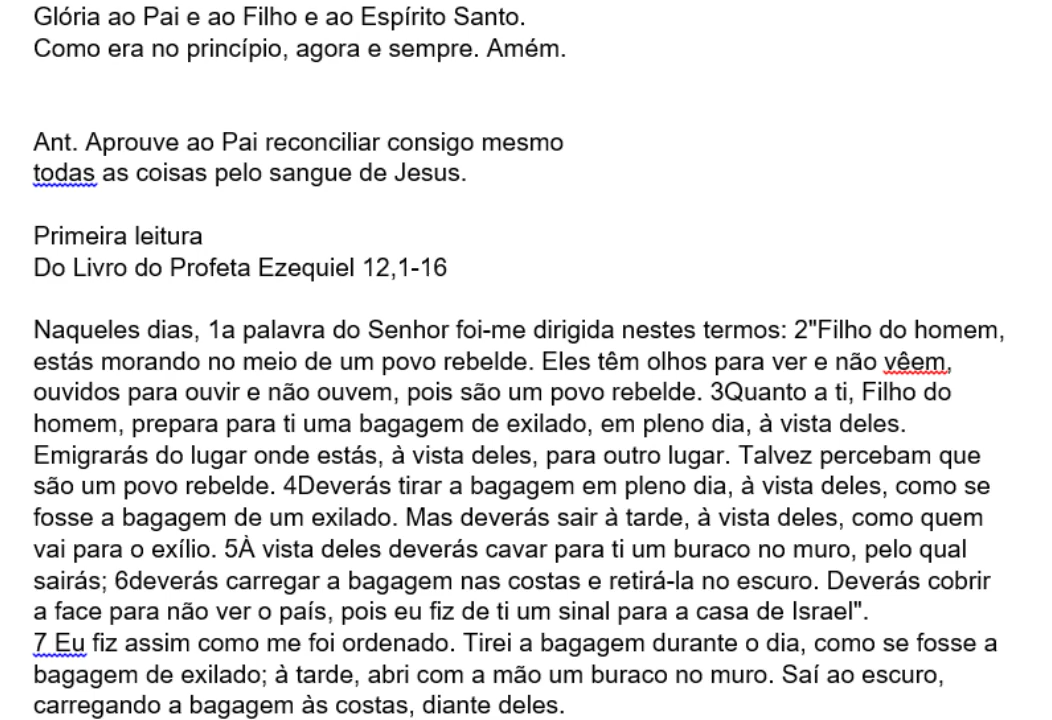 Glória ao Pai e ao Filho e ao Espírito Santo.
Como era no princípio, agora e sempre. Amém.
Ant. Aprouve ao Pai reconciliar consigo mesmo
todas as coisas pelo sangue de Jesus.
Primeira leitura
Do Livro do Profeta Ezequiel 12,1-16
Naqueles dias, 1a palavra do Senhor foi-me dirigida nestes termos: 2"Filho do homem,
estás morando no meio de um povo rebelde. Eles têm olhos para ver e não vêem,
ouvidos para ouvir e não ouvem, pois são um povo rebelde. 3Quanto a ti, Filho do
homem, prepara para ti uma bagagem de exilado, em pleno dia, à vista deles.
Emigrarás do lugar onde estás, à vista deles, para outro lugar. Talvez percebam que
são um povo rebelde. 4Deverás tirar a bagagem em pleno dia, à vista deles, como se
fosse a bagagem de um exilado. Mas deverás sair à tarde, à vista deles, como quem
vai para o exílio. 5À vista deles deverás cavar para ti um buraco no muro, pelo qual
sairás; 6deverás carregar a bagagem nas costas e retirá-la no escuro. Deverás cobrir
a face para não ver o país, pois eu fiz de ti um sinal para a casa de Israel".
7 Eu fiz assim como me foi ordenado. Tirei a bagagem durante o dia, como se fosse a
bagagem de exilado; à tarde, abri com a mão um buraco no muro. Saí ao escuro,
carregando a bagagem às costas, diante deles.